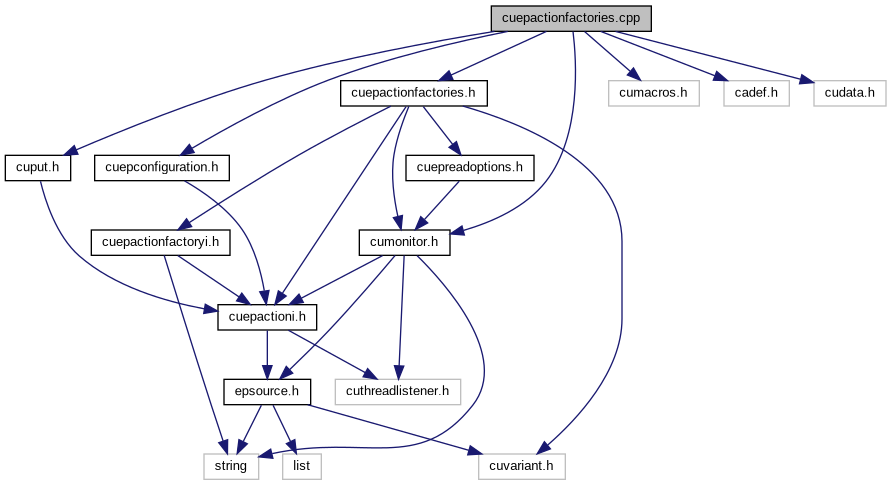 cuepactionfactories.cpp
cuepactionfactories.h
cumacros.h
cadef.h
cudata.h
cuput.h
cuepconfiguration.h
cuepreadoptions.h
cuepactionfactoryi.h
cumonitor.h
cuepactioni.h
epsource.h
cuthreadlistener.h
string
list
cuvariant.h